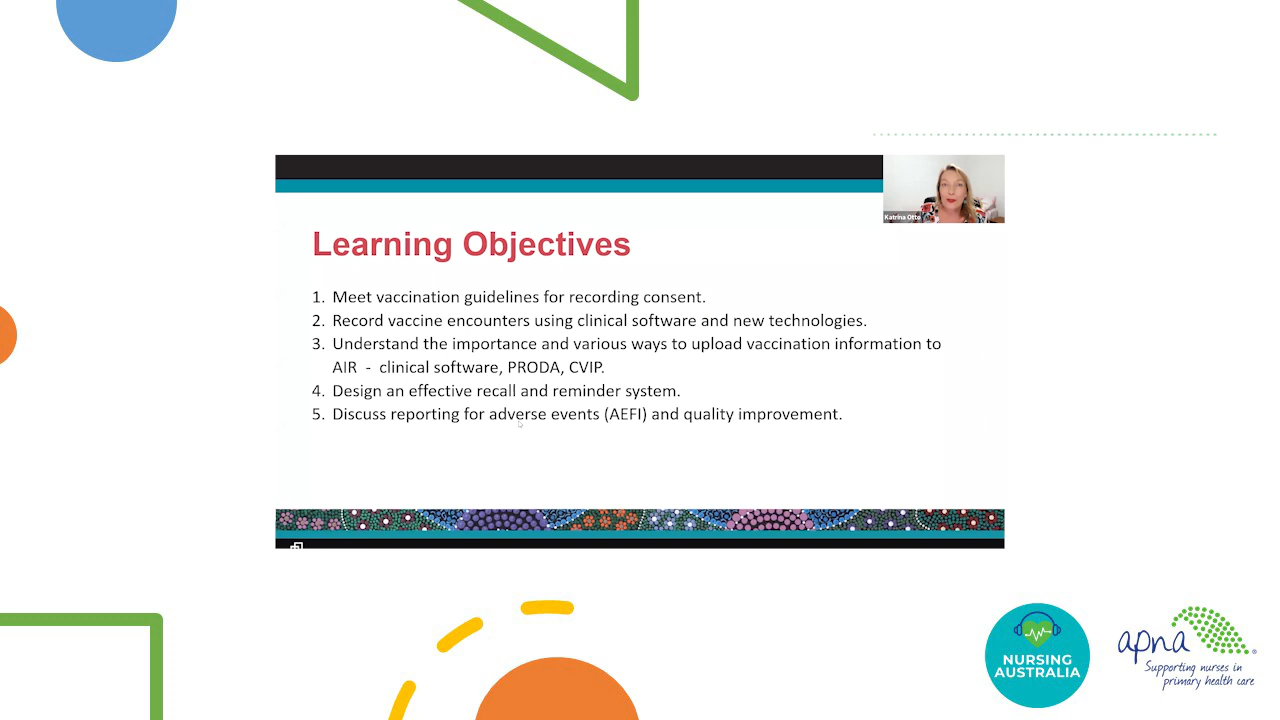 Katrina Otto
Learning Objectives
1. Meet vaccination guidelines for recording consent.
2. Record vaccine encounters using clinical software and new technologies.
3. Understand the importance and various ways to upload vaccination information to
AIR - clinical software, PRODA, CVIP.
4. Design an effective recall and reminder system.
5. Discuss reporting for adverse events (AEFI) and quality improvement.
NURSING
AUSTRALIA
apna
Supporting nurses in
primary health care